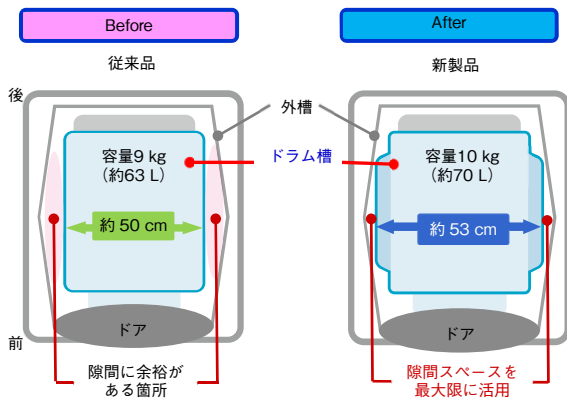 Before
After
従来品
新製品
後
外槽
容量9 kg
(約63 L)
ドラム槽
容量10 kg
(約70 L)
約 50 cm
約 53 cm
前
ドア
ドア
隙間に余裕が
ある箇所
隙間スペースを
最大限に活用